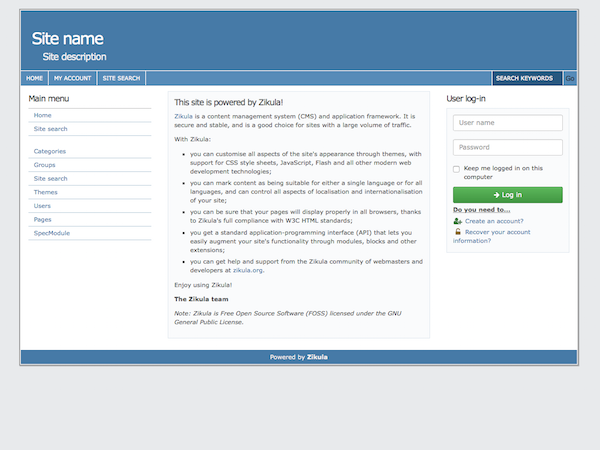 Site name
Site description
HOME MY ACCOUNT SITE SEARCH SEARCH KEYWORDS Go
Main menu
Home
Site search
Categories
Groups
Site search
Themes
Users
Pages
SpecModule
This site is powered by Zikula!
Zikula is a content management system (CMS) and application framework. It is
secure and stable, and is a good choice for sites with a large volume of traffic.
With Zikula:
• you can customise all aspects of the site's appearance through themes, with
support for CSS style sheets, JavaScript, Flash and all other modern web
development technologies;
• you can mark content as being suitable for either a single language or for all
languages, and can control all aspects of localisation and internationalisation
of your site;
• you can be sure that your pages will display properly in all browsers, thanks
to Zikula's full compliance with W3C HTML standards;
• you get a standard application-programming interface (API) that lets you
easily augment your site's functionality through modules, blocks and other
extensions;
• you can get help and support from the Zikula community of webmasters and
developers at zikula.org.
Enjoy using Zikula!
The Zikula team
Note: Zikula is Free Open Source Software (FOSS) licensed under the GNU
General Public License.
User log-in
User name
Password
Keep me logged in on this
computer
Log in
Do you need to...
Create an account?
Recover your account
information?
Powered by Zikula